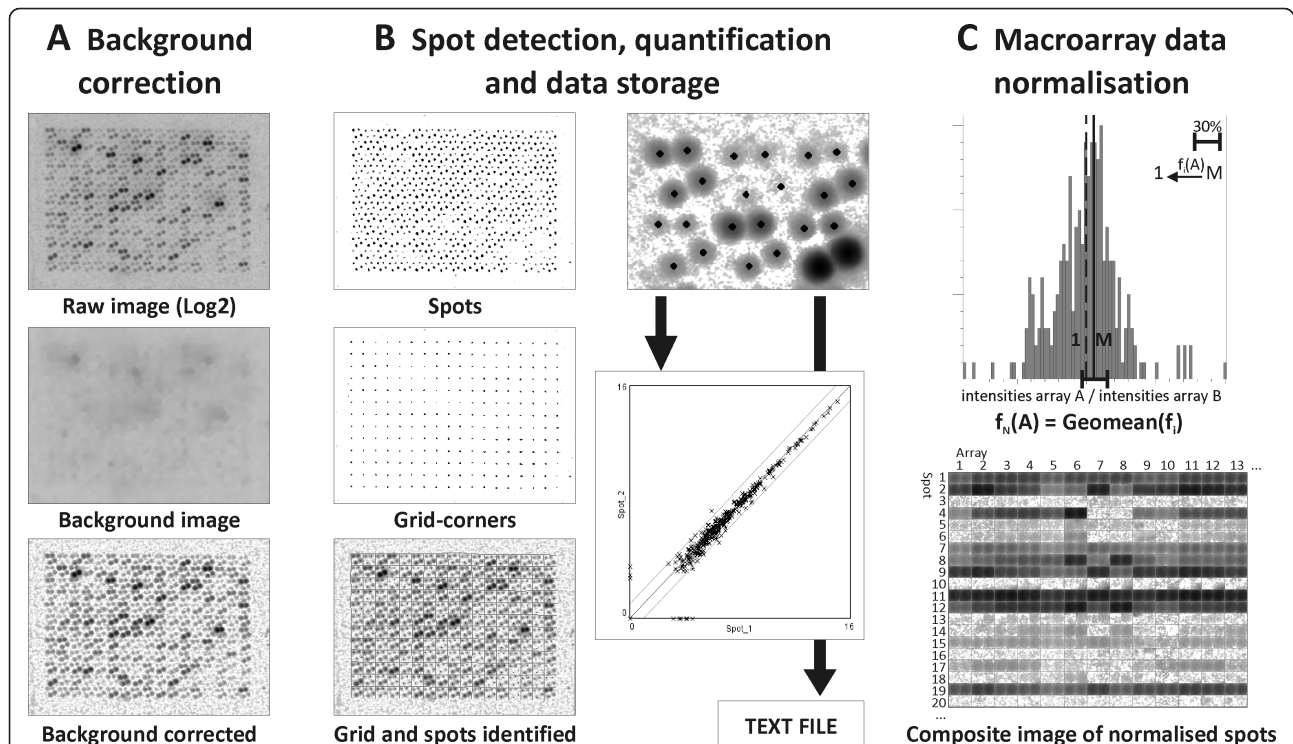 A Background
correction
Raw image (Log2)
Background image
Background corrected
B Spot detection, quantification
and data storage
Spots
Grid-corners
Grid and spots identified
16
Spot_2
0
0
Spot_1
16
TEXT FILE
C Macroarray data
normalisation
30%
1 fi(A) M
1 M
intensities array A / intensities array B
fN(A) = Geomean(fi)
Array
1 2 3 4 5 6 7 8 9 10 11 12 13 ...
Spot
1
2
3
4
5
6
7
8
9
10
11
12
13
14
15
16
17
18
19
20
...
Composite image of normalised spots